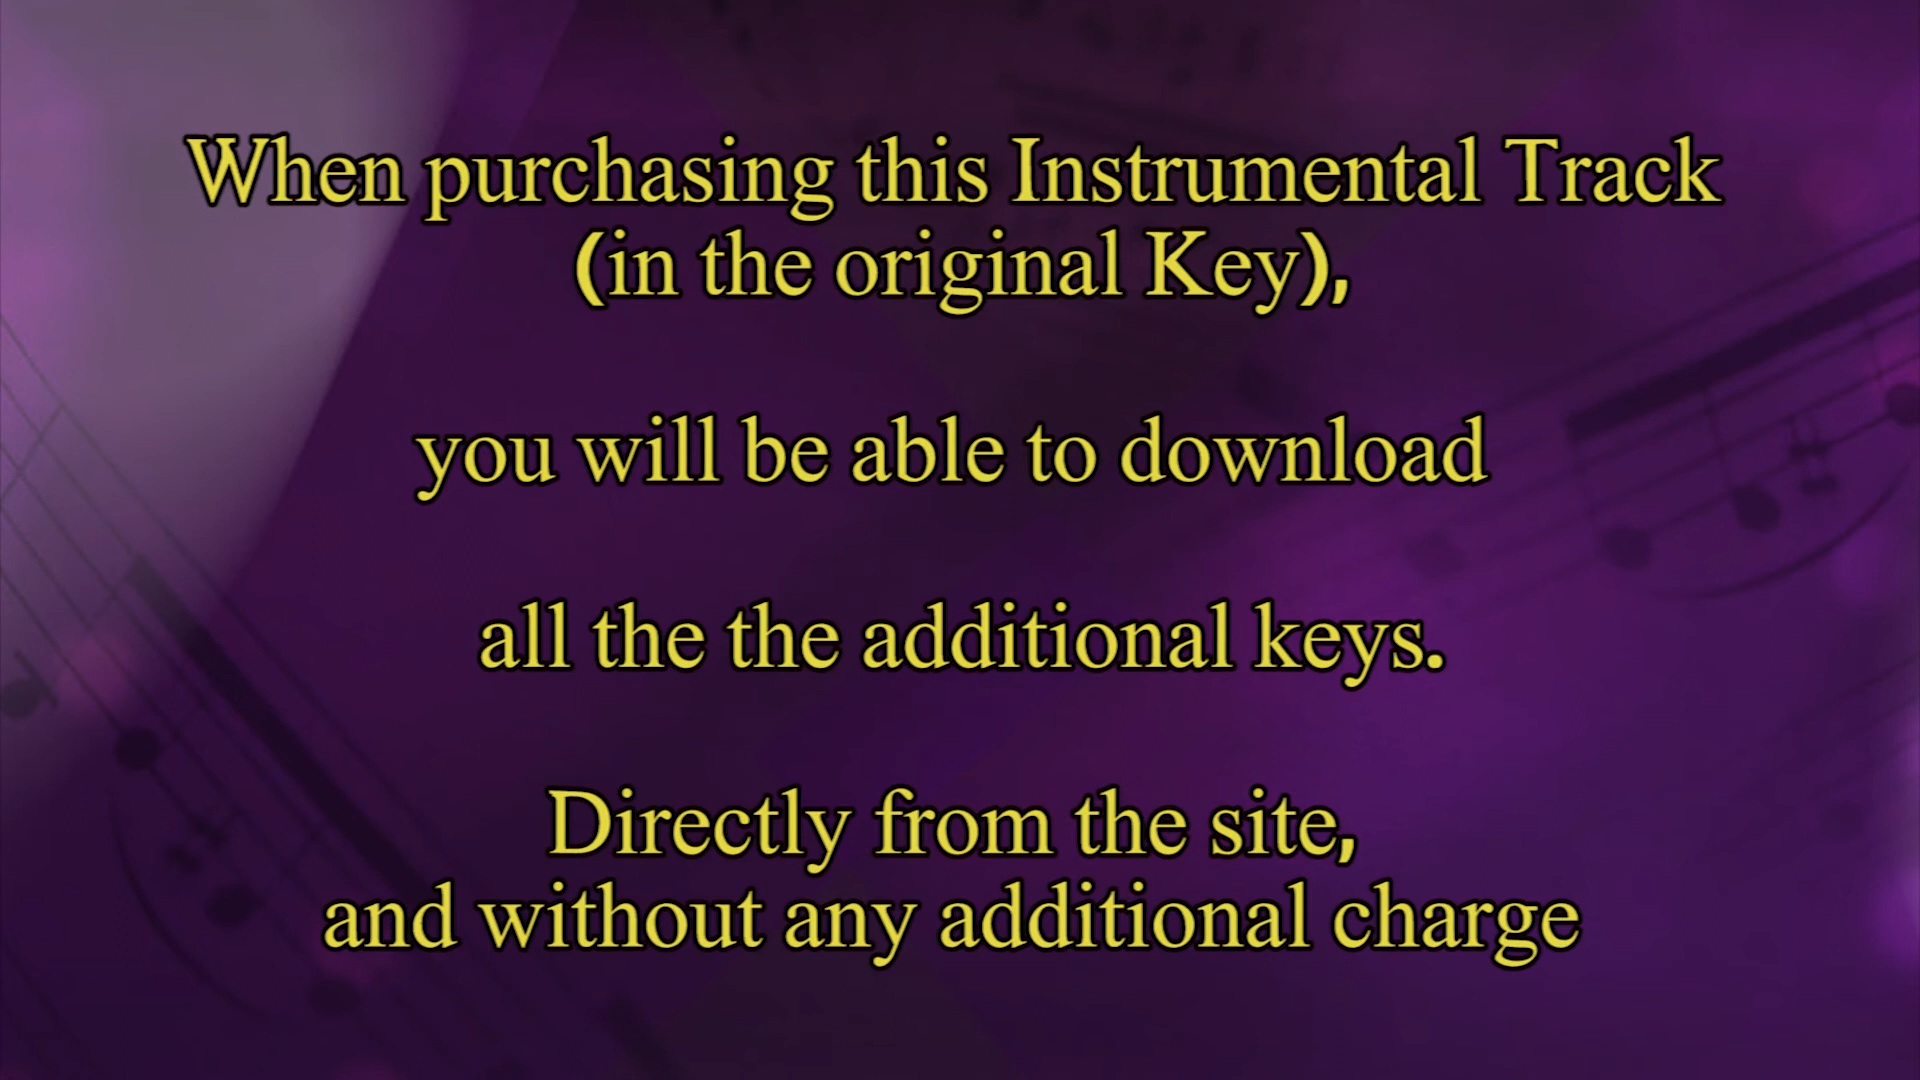 When purchasing this Instrumental Track
(in the original Key),
you will be able to download
all the the additional keys.
Directly from the site,
and without any additional charge